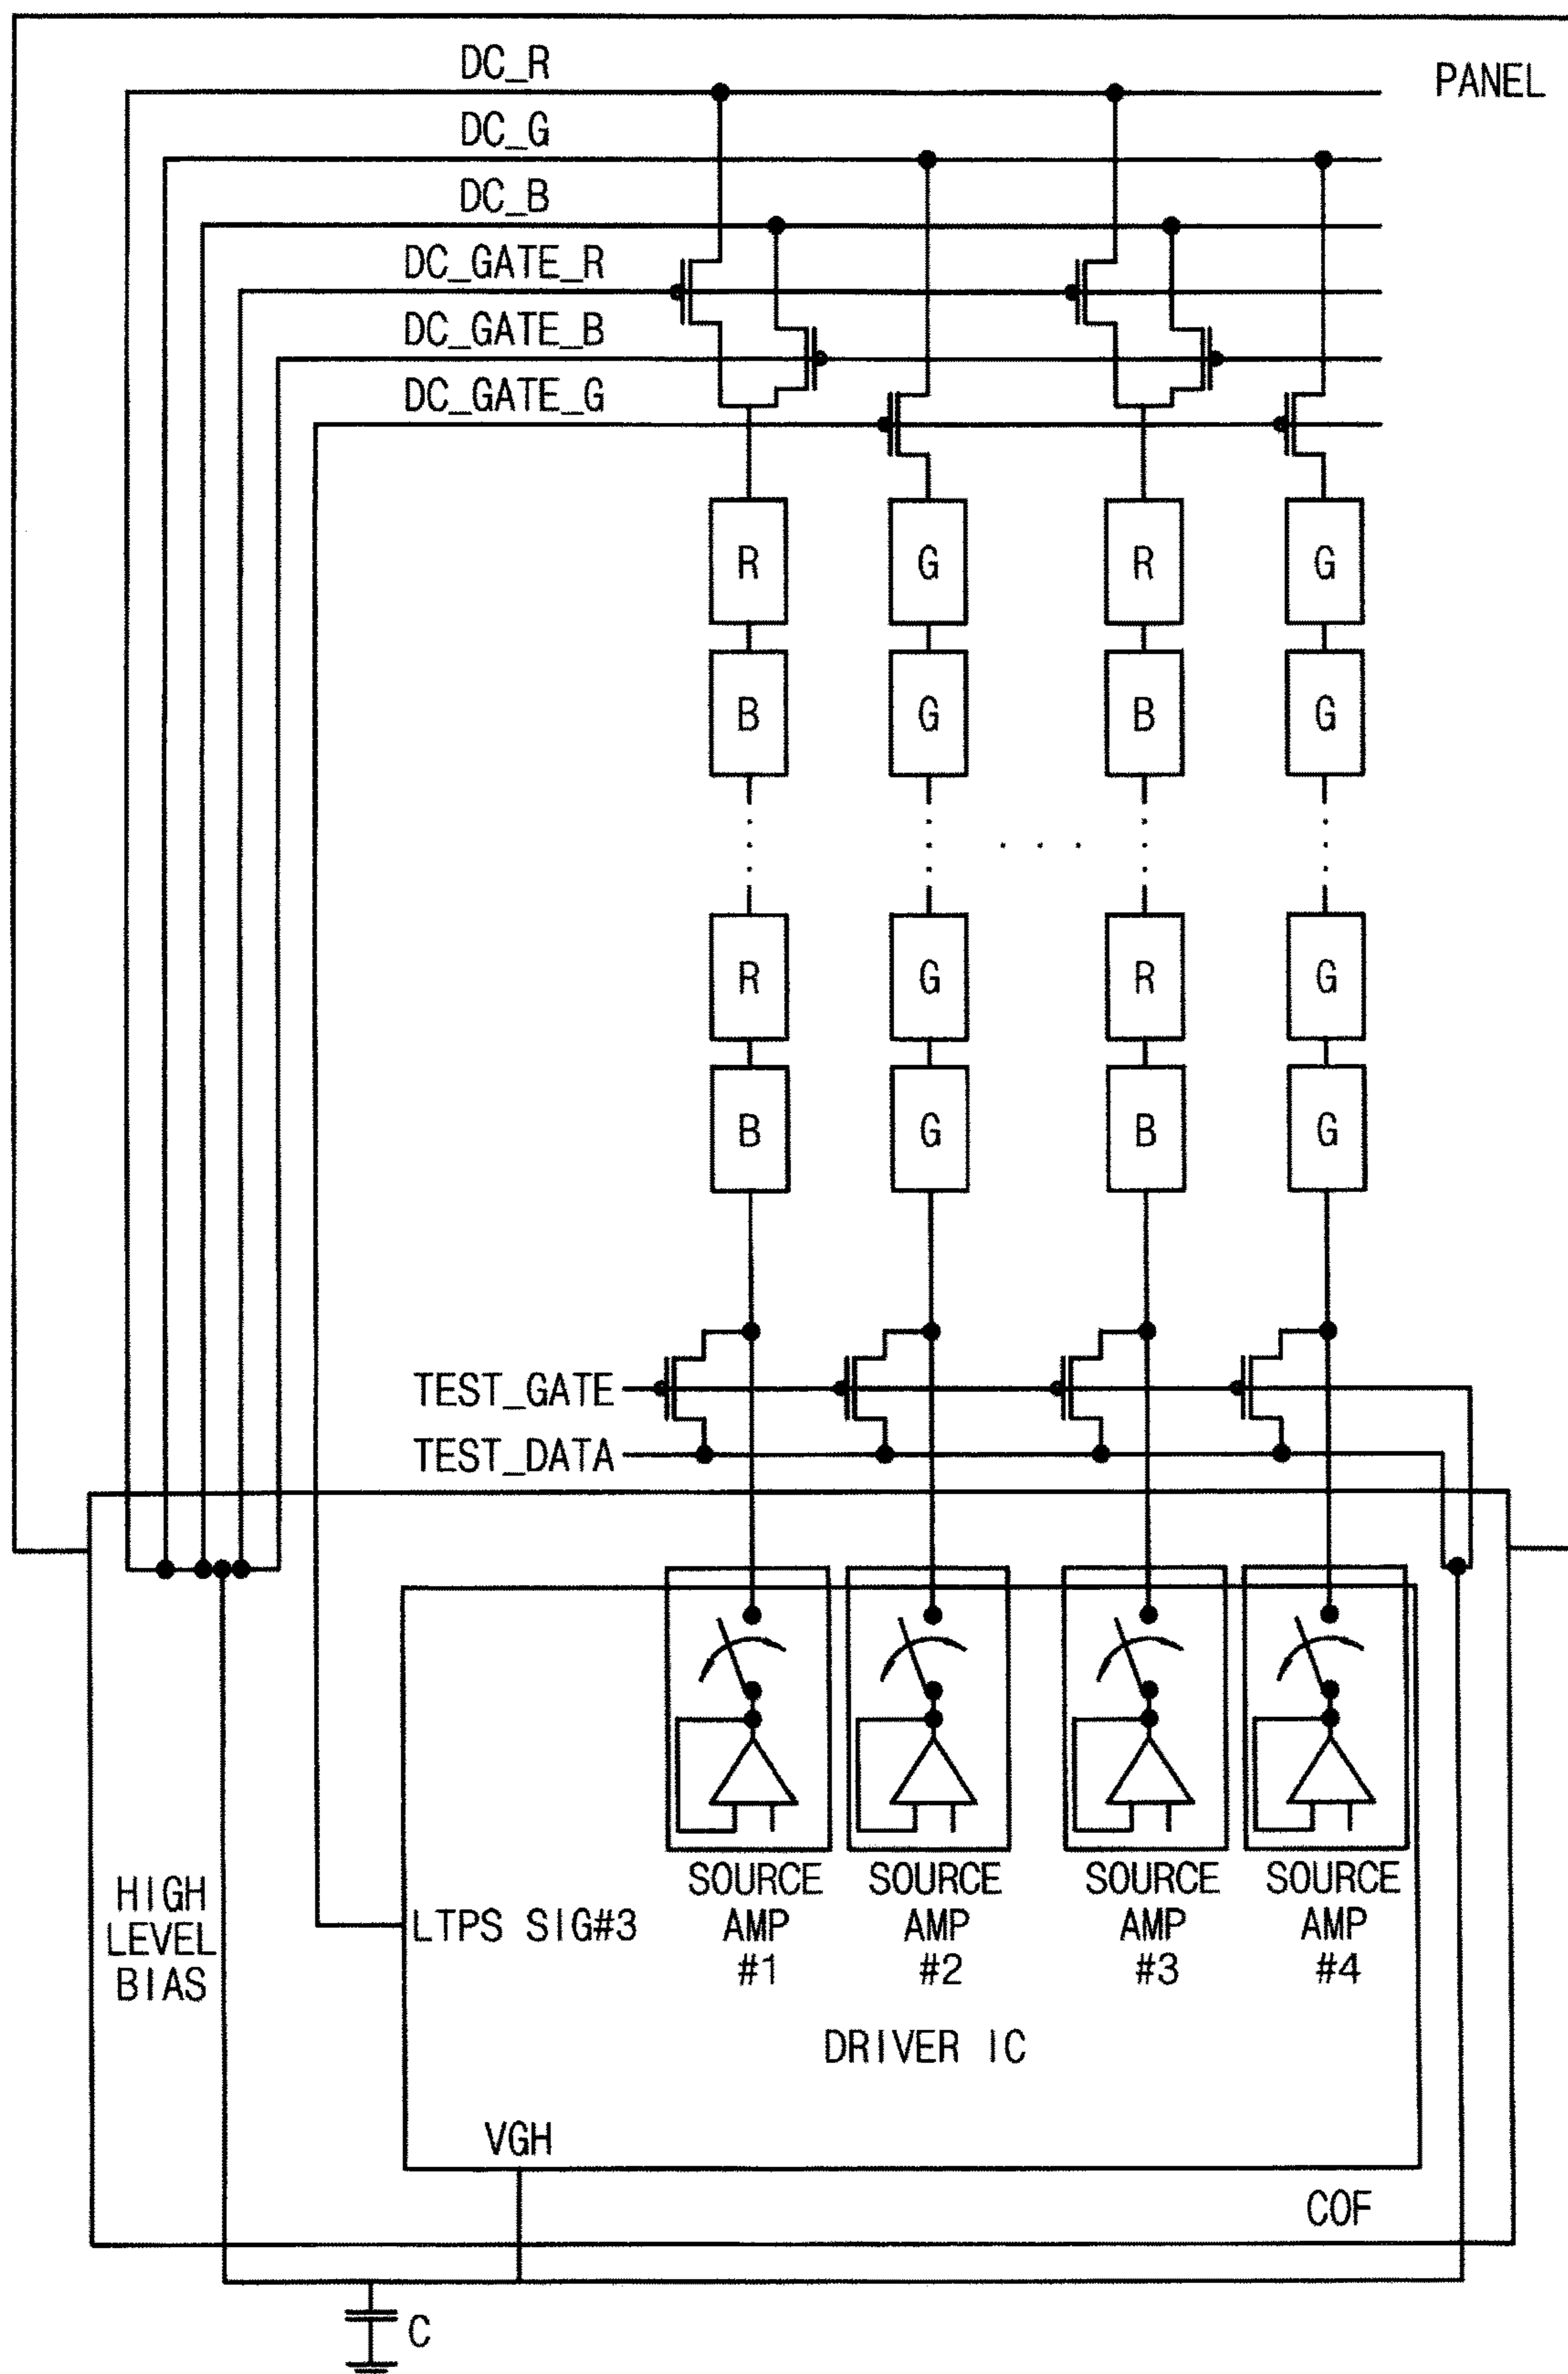 DC_R
PANEL
DC_G
DC_B
DC_GATE_R
DC_GATE_B
DC_GATE_G
R G R G
B G B G
R G R G
B G B G
TEST_GATE
TEST_DATA
SOURCE SOURCE SOURCE SOURCE
AMP AMP AMP AMP
#1 #2 #3 #4
HIGH
LEVEL
BIAS
LTPS SIG#3
DRIVER IC
VGH
COF
C